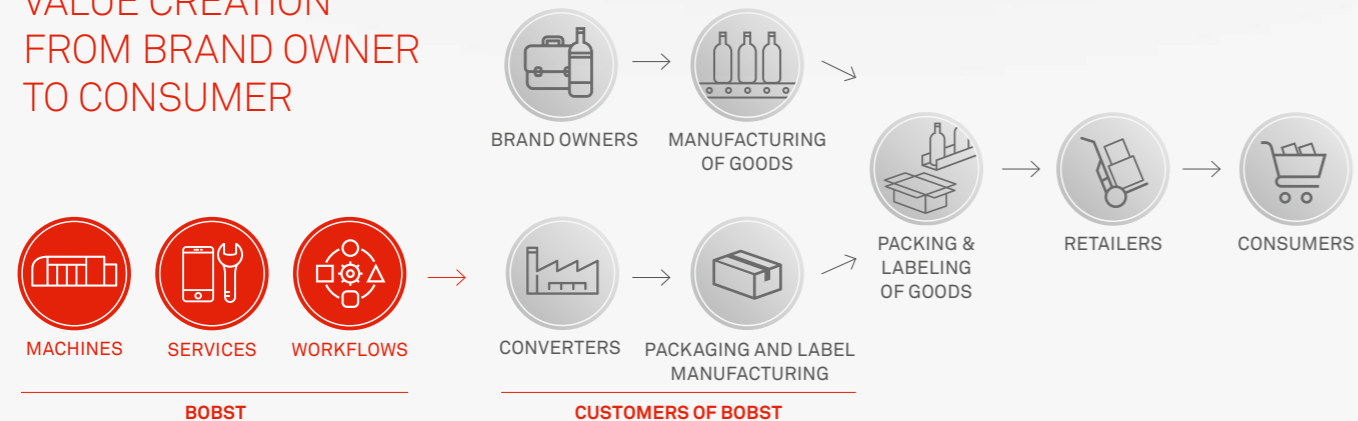 VALUE CREATION
FROM BRAND OWNER
TO CONSUMER
BRAND OWNERS
MANUFACTURING
OF GOODS
PACKING &
LABELING
OF GOODS
RETAILERS
CONSUMERS
MACHINES
SERVICES
WORKFLOWS
CONVERTERS
PACKAGING AND LABEL
MANUFACTURING
BOBST
CUSTOMERS OF BOBST